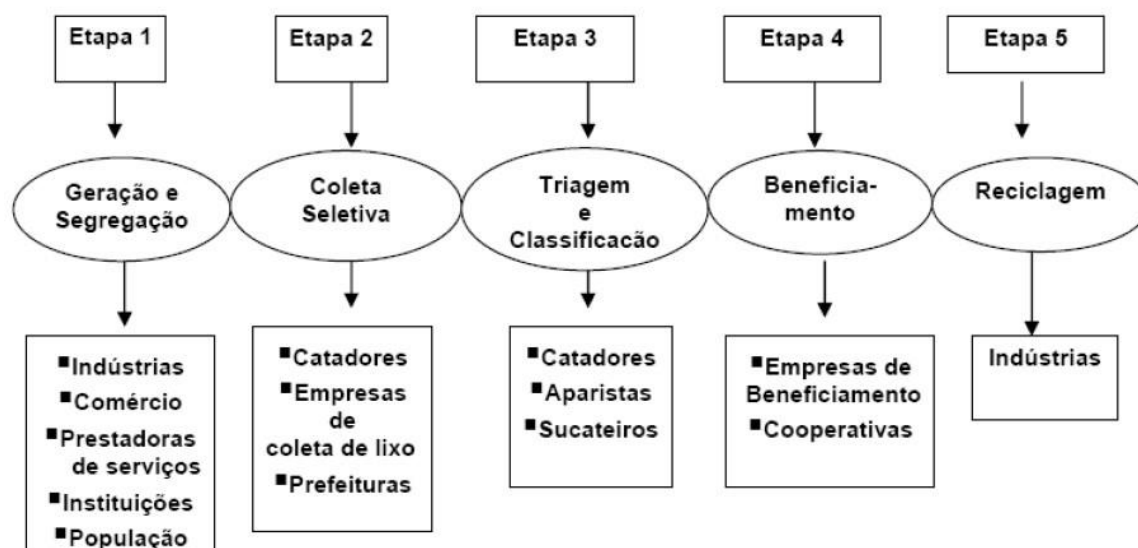 Etapa 1
Etapa 2
Etapa 3
Etapa 4
Etapa 5
Geração e
Segregação
Coleta
Seletiva
Triagem
e
Classificacão
Beneficia-
mento
Reciclagem
▪Indústrias
▪Comércio
▪Prestadoras
de serviços
▪Instituições
▪População
▪Catadores
▪Empresas
de
coleta de lixo
▪Prefeituras
▪Catadores
▪Aparistas
▪Sucateiros
▪Empresas de
Beneficiamento
▪Cooperativas
Indústrias